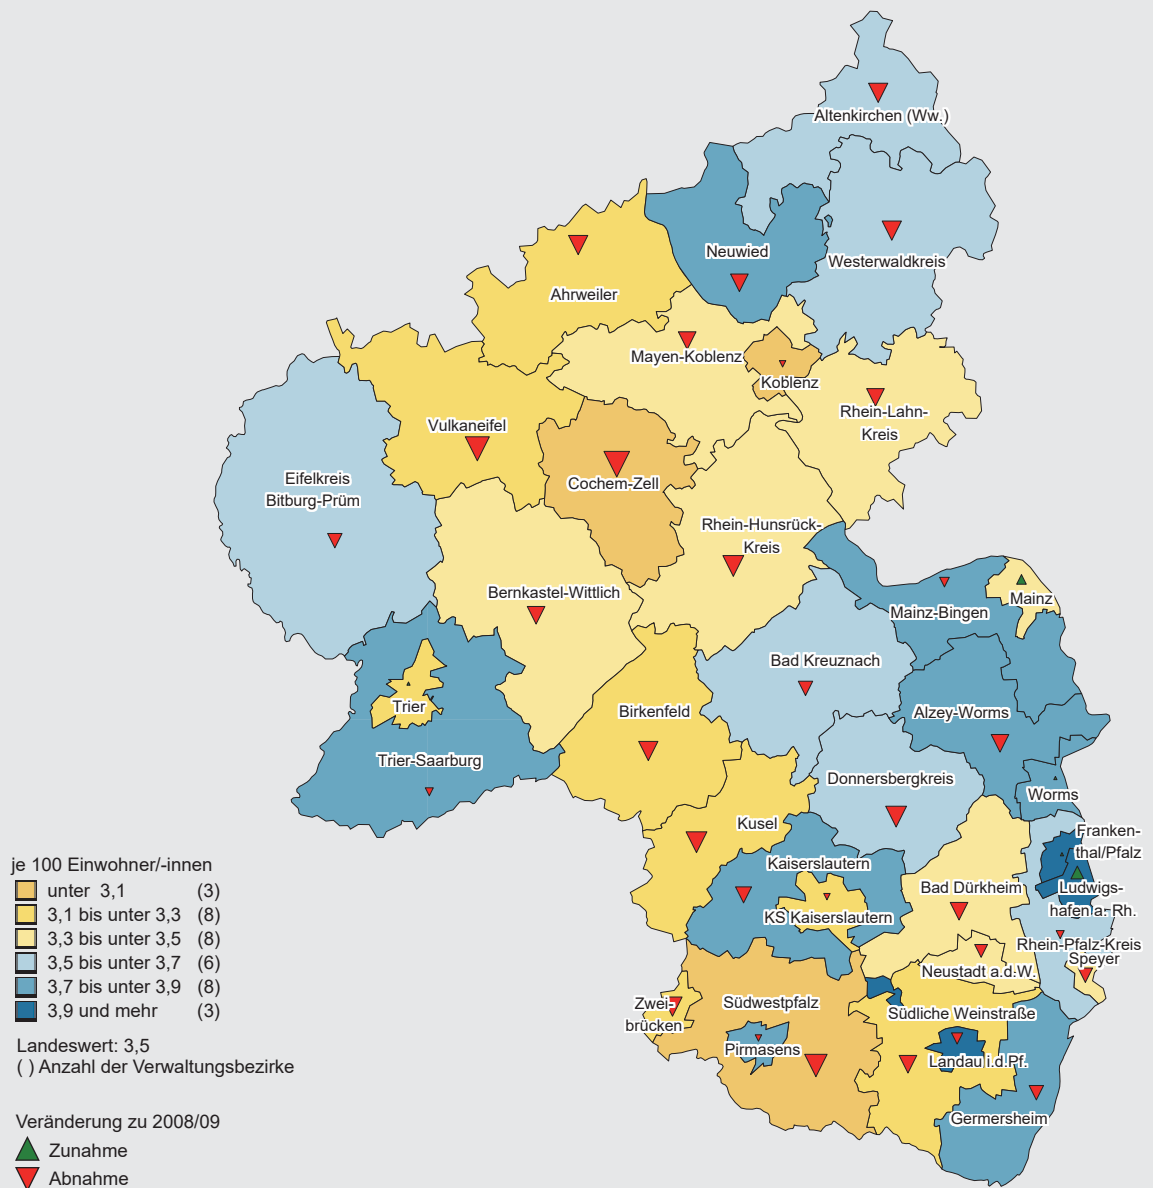 Altenkirchen (Ww.)
Neuwied
Westerwaldkreis
Ahrweiler
Mayen-Koblenz
Koblenz
Rhein-Lahn-
Kreis
Vulkaneifel
Cochem-Zell
Eifelkreis
Bitburg-Prüm
Rhein-Hunsrück-
Kreis
Bernkastel-Wittlich
Mainz
Mainz-Bingen
Bad Kreuznach
Trier
Birkenfeld
Alzey-Worms
Trier-Saarburg
Donnersbergkreis
Worms
Kusel
Franken-
thal/Pfalz
Kaiserslautern
Bad Dürkheim
Ludwigs-
hafen a. Rh.
KS Kaiserslautern
Rhein-Pfalz-Kreis
Speyer
Neustadt a.d.W.
Zwei-
brücken
Südwestpfalz
Südliche Weinstraße
Pirmasens
Landau i.d.Pf.
Germersheim
je 100 Einwohner/-innen
unter 3,1 (3)
3,1 bis unter 3,3 (8)
3,3 bis unter 3,5 (8)
3,5 bis unter 3,7 (6)
3,7 bis unter 3,9 (8)
3,9 und mehr (3)
Landeswert: 3,5
( ) Anzahl der Verwaltungsbezirke
Veränderung zu 2008/09
Zunahme
Abnahme